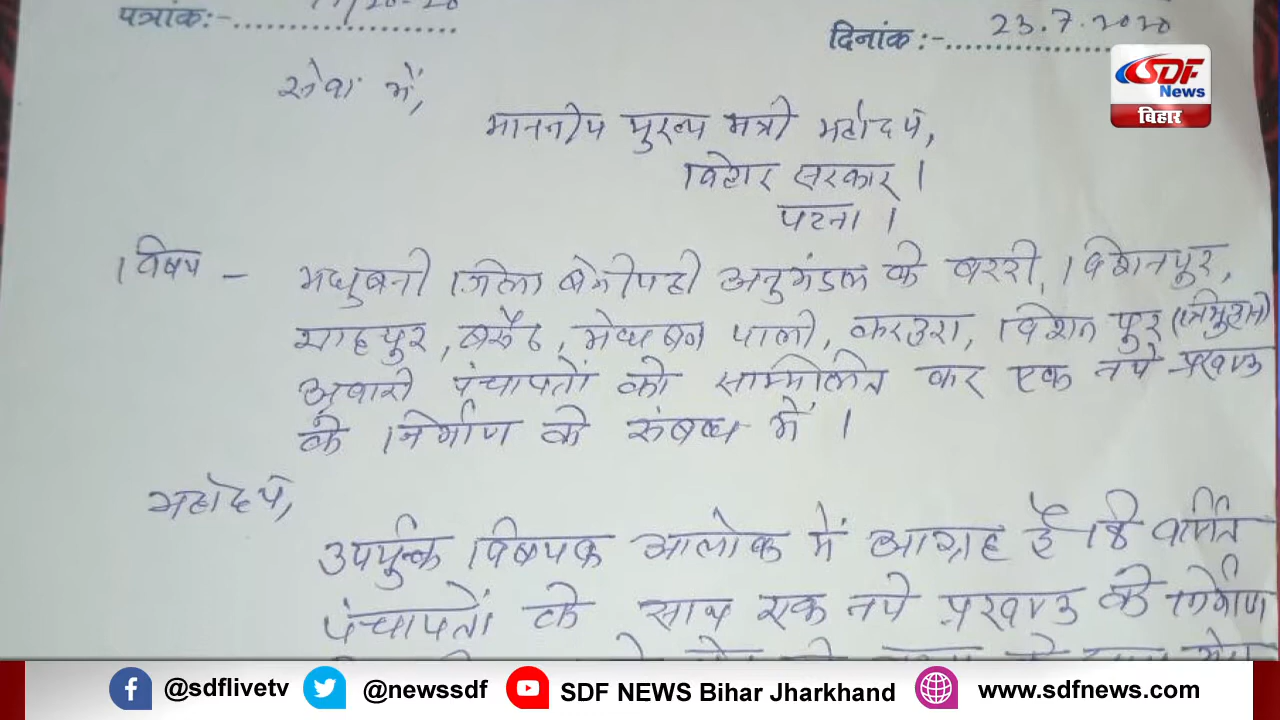 पत्रांक:-
दिनांक:- 23.7.2020
SDF
News
बिहार
सेवा में,
माननीय मुख्य मंत्री महोदय,
बिहार सरकार।
पटना।
विषय - मधुबनी जिला बेनीपट्टी अनुमंडल के बररी, विशनपुर,
साहपुर, बसैठ, मेघबन पाली, करहरा, विशनपुर
पंचायतों को सम्मिलित कर एक नये प्रखण्ड
के निर्माण के संबंध में।
महोदय,
उपर्युक्त विषयक आलोक में आग्रह है कि वर्णित
पंचायतों के साथ एक नये प्रखण्ड के निर्माण
@sdflivetv
@newssdf
SDF NEWS Bihar Jharkhand
www.sdfnews.com